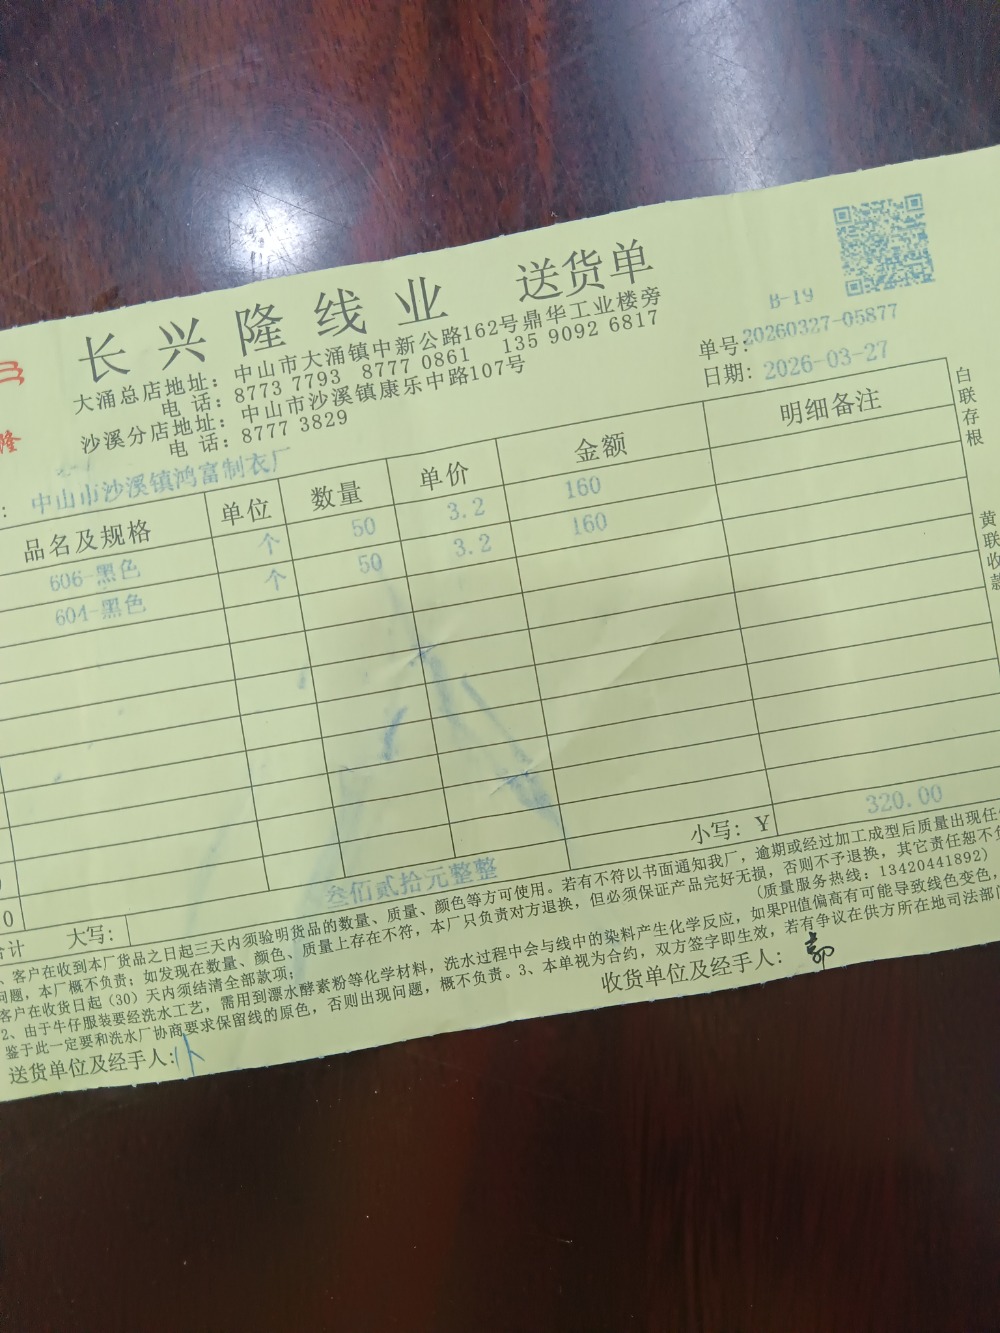 长兴隆线业 送货单
大涌总店地址：中山市大涌镇中新公路162号鼎华工业楼旁
电 话：8773 7793 8777 0861 135 9092 6817
沙溪分店地址：中山市沙溪镇康乐中路107号
电 话：8777 3829
B-19
单号：20260327-05877
日期：2026-03-27
隆
：中山市沙溪镇鸿富制衣厂
品名及规格 单位 数量 单价 金额 明细备注
606-黑色 个 50 3.2 160
604-黑色 个 50 3.2 160
白联存根
黄联收款
0
合计 大写： 叁佰贰拾元整整 小写：Y 320.00
、客户在收到本厂货品之日起三天内须验明货品的数量、质量、颜色等方可使用。若有不符以书面通知我厂，逾期或经过加工成型后质量出现任
问题，本厂概不负责；如发现在数量、颜色、质量上存在不符，本厂只负责对方退换，但必须保证产品完好无损，否则不予退换，其它责任恕不负
客户在收货日起（30）天内须结清全部款项；（质量服务热线：13420441892）
2、由于牛仔服装要经洗水工艺，需用到漂水酵素粉等化学材料，洗水过程中会与线中的染料产生化学反应，如果PH值偏高有可能导致线色变色，
鉴于此一定要和洗水厂协商要求保留线的原色，否则出现问题，概不负责。3、本单视为合约，双方签字即生效，若有争议在供方所在地司法部门
送货单位及经手人： 收货单位及经手人：